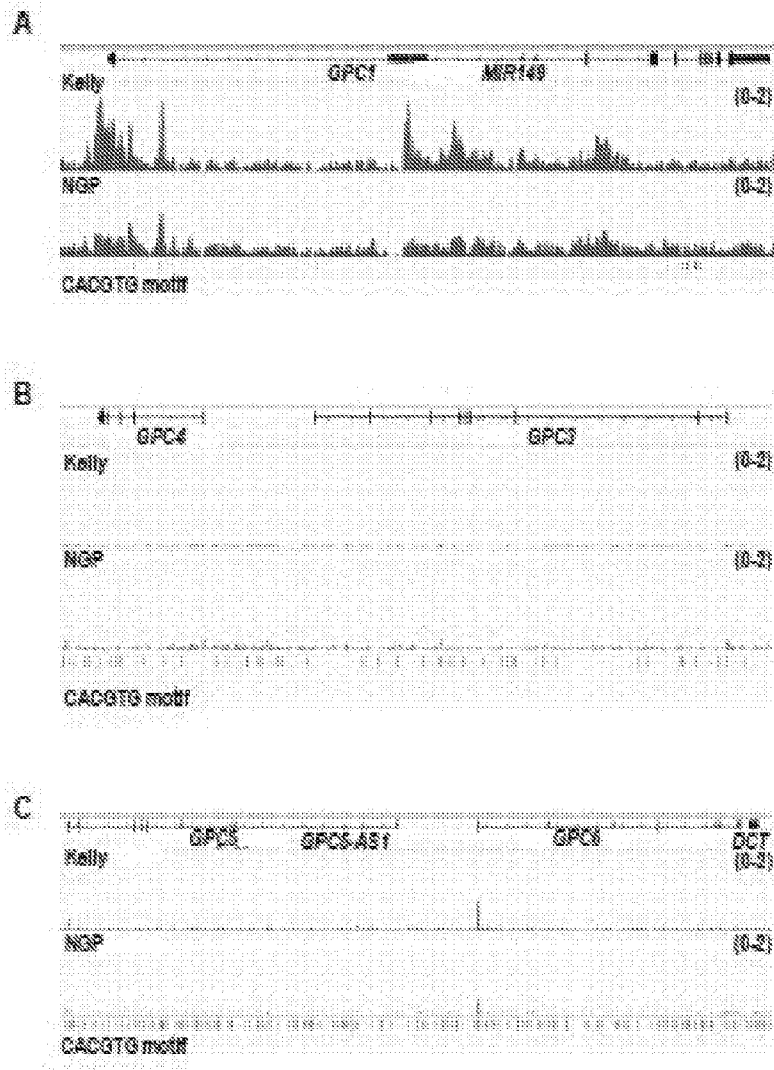 A
GPC1 MIR149
Kelly (0-2)
NGP (0-2)
CACGTG motif
B
GPC4 GPC3
Kelly (0-2)
NGP (0-2)
CACGTG motif
C
GPC5 GPC5-AS1 GPC6 DCT
Kelly (0-2)
NGP (0-2)
CACGTG motif